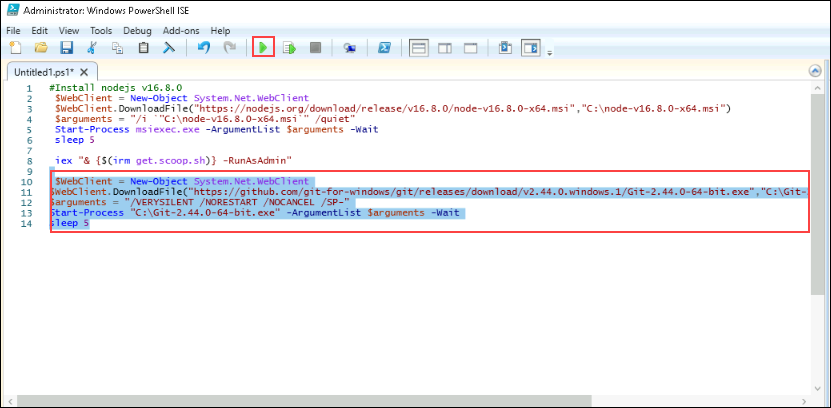 Administrator: Windows PowerShell ISE
File Edit View Tools Debug Add-ons Help
Untitled1.ps1* X
1 #Install nodejs v16.8.0
2 $WebClient = New-Object System.Net.WebClient
3 $WebClient.DownloadFile("https://nodejs.org/download/release/v16.8.0/node-v16.8.0-x64.msi","C:\node-v16.8.0-x64.msi")
4 $arguments = "/i `"C:\node-v16.8.0-x64.msi`" /quiet"
5 Start-Process msiexec.exe -ArgumentList $arguments -Wait
6 sleep 5
7
8 iex "& {$(irm get.scoop.sh)} -RunAsAdmin"
9
10 $WebClient = New-Object System.Net.WebClient
11 $WebClient.DownloadFile("https://github.com/git-for-windows/git/releases/download/v2.44.0.windows.1/Git-2.44.0-64-bit.exe","C:\Git-
12 $arguments = "/VERYSILENT /NORESTART /NOCANCEL /SP-"
13 Start-Process "C:\Git-2.44.0-64-bit.exe" -ArgumentList $arguments -Wait
14 sleep 5